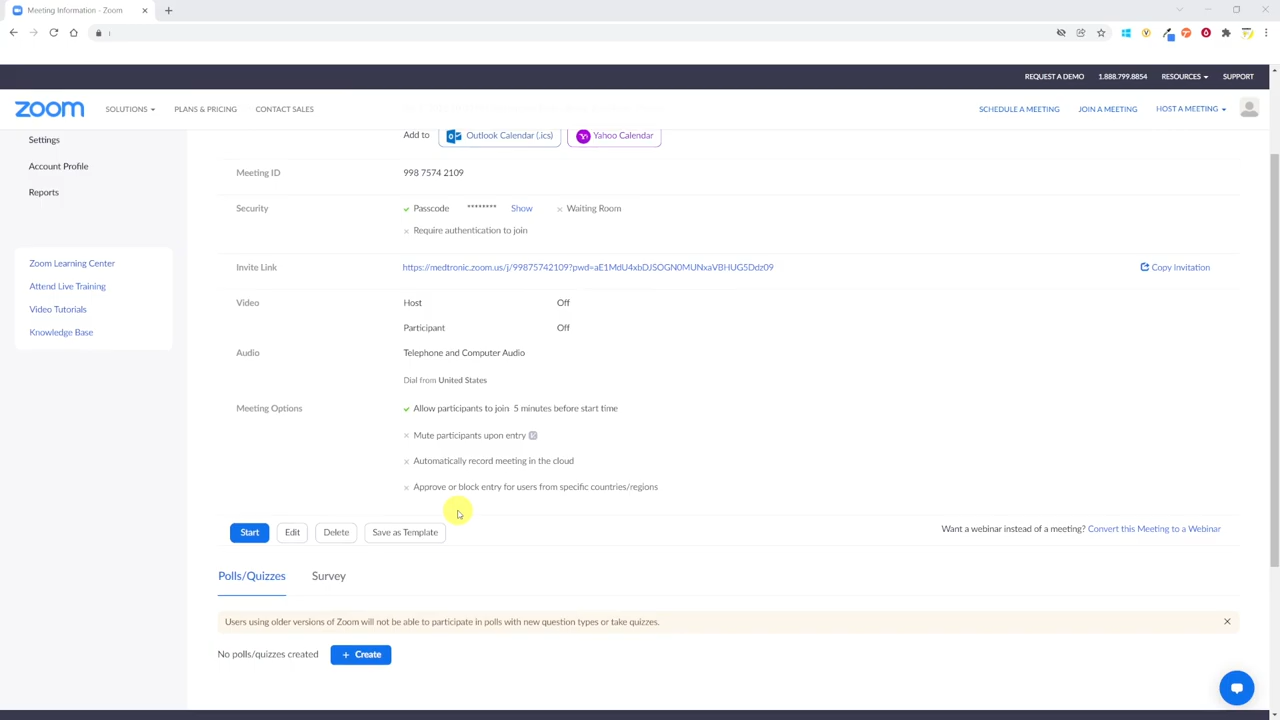 Meeting Information - Zoom
REQUEST A DEMO 1.888.799.8854 RESOURCES SUPPORT
zoom SOLUTIONS PLANS & PRICING CONTACT SALES SCHEDULE A MEETING JOIN A MEETING HOST A MEETING
Settings
Account Profile
Reports
Zoom Learning Center
Attend Live Training
Video Tutorials
Knowledge Base
Add to Outlook Calendar (.ics) Yahoo Calendar
Meeting ID 998 7574 2109
Security Passcode ******** Show Waiting Room
Require authentication to join
Invite Link https://medtronic.zoom.us/j/99875742109?pwd=aE1MdU4xbDJSOGN0MUNxaVBHUG5Ddz09 Copy Invitation
Video Host Off
Participant Off
Audio Telephone and Computer Audio
Dial from United States
Meeting Options Allow participants to join 5 minutes before start time
Mute participants upon entry
Automatically record meeting in the cloud
Approve or block entry for users from specific countries/regions
Start Edit Delete Save as Template Want a webinar instead of a meeting? Convert this Meeting to a Webinar
Polls/Quizzes Survey
Users using older versions of Zoom will not be able to participate in polls with new question types or take quizzes.
No polls/quizzes created + Create